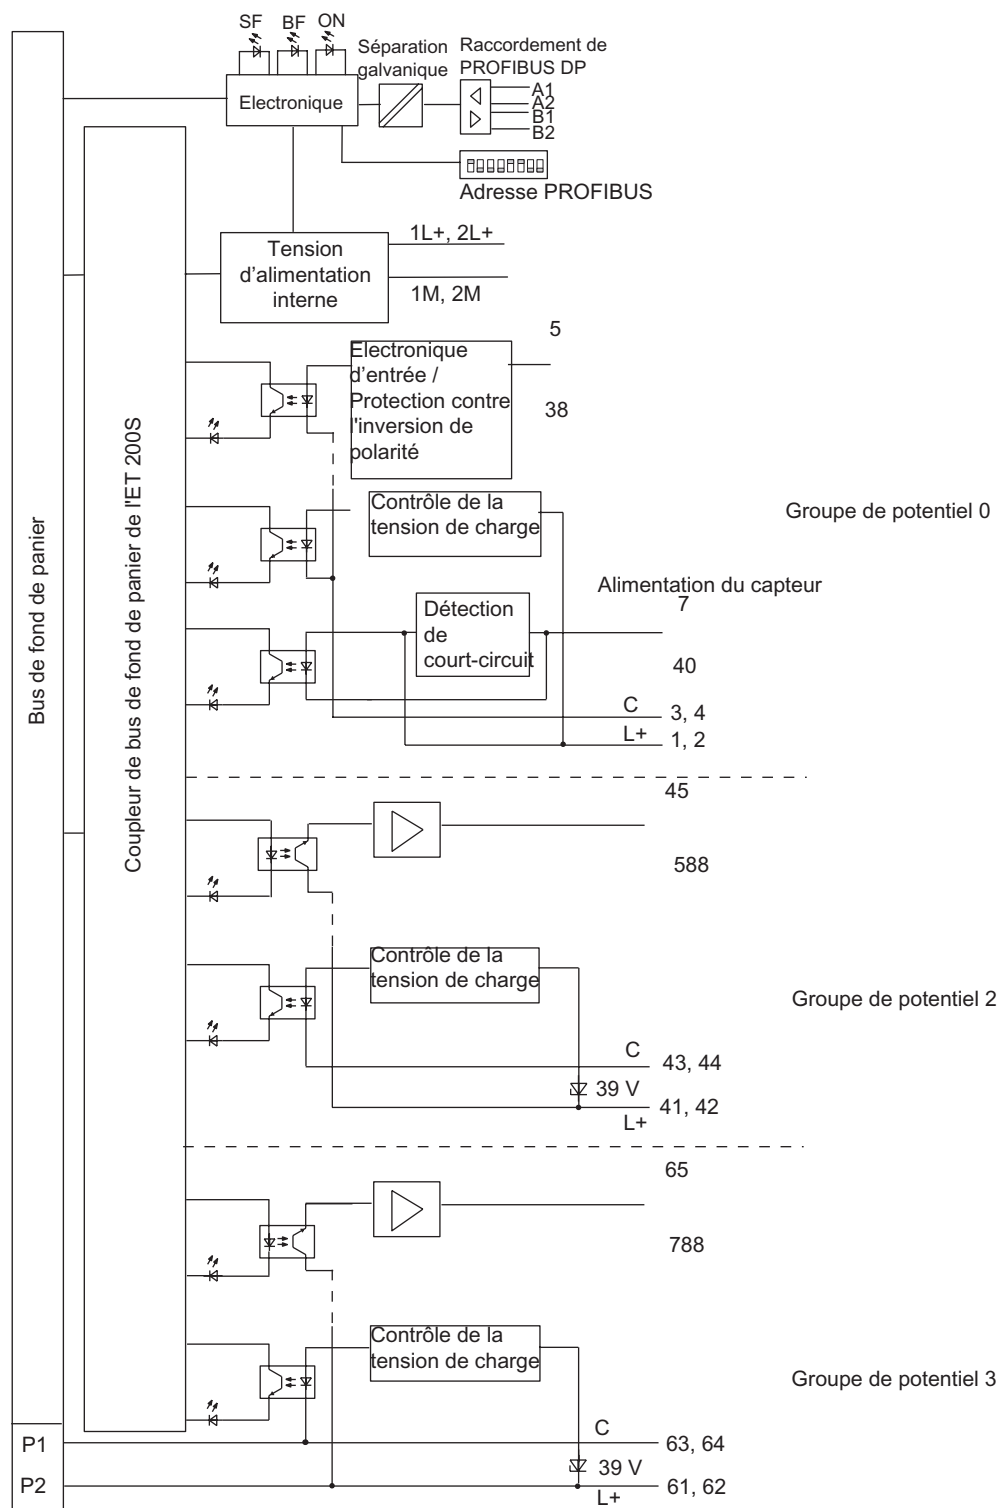 SF BF ON
Séparation
galvanique
Raccordement de
PROFIBUS DP
Electronique
A1
A2
B1
B2
Adresse PROFIBUS
Tension
d'alimentation
interne
1L+, 2L+
1M, 2M
5
Electronique
d'entrée /
Protection contre
l'inversion de
polarité
38
Contrôle de la
tension de charge
Groupe de potentiel 0
Alimentation du capteur
7
Détection
de
court-circuit
40
C 3, 4
L+ 1, 2
Bus de fond de panier
Coupleur de bus de fond de panier de l'ET 200S
45
588
Contrôle de la
tension de charge
Groupe de potentiel 2
C 43, 44
39 V
41, 42
L+
65
788
Contrôle de la
tension de charge
Groupe de potentiel 3
P1
C 63, 64
39 V
P2
61, 62
L+